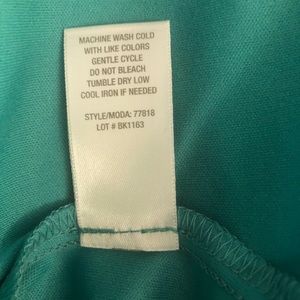 MACHINE WASH COLD
WITH LIKE COLORS
GENTLE CYCLE
DO NOT BLEACH
TUMBLE DRY LOW
COOL IRON IF NEEDED
STYLE/MODA: 77818
LOT # BK1163